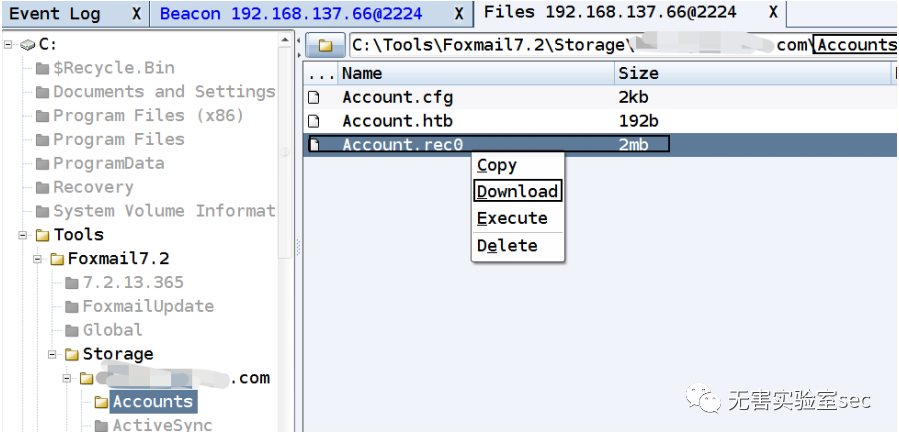 Event Log X Beacon 192.168.137.66@2224 X Files 192.168.137.66@2224 X
C:
$Recycle.Bin
Documents and Settings
Program Files (x86)
Program Files
ProgramData
Recovery
System Volume Informat
Tools
Foxmail7.2
7.2.13.365
FoxmailUpdate
Global
Storage
.com
Accounts
ActiveSync
C:\Tools\Foxmail7.2\Storage\ com\Accounts
... Name Size
Account.cfg 2kb
Account.htb 192b
Account.rec0 2mb
Copy
Download
Execute
Delete
无害实验室sec